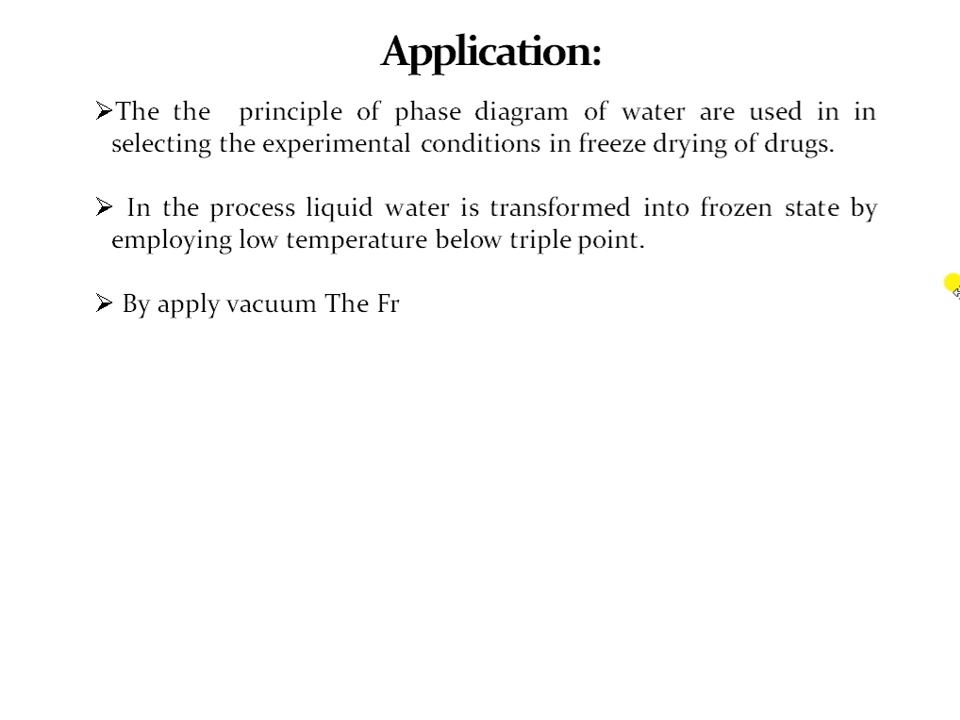 Application:
➢The the principle of phase diagram of water are used in in
selecting the experimental conditions in freeze drying of drugs.
➢ In the process liquid water is transformed into frozen state by
employing low temperature below triple point.
➢ By apply vacuum The Fr